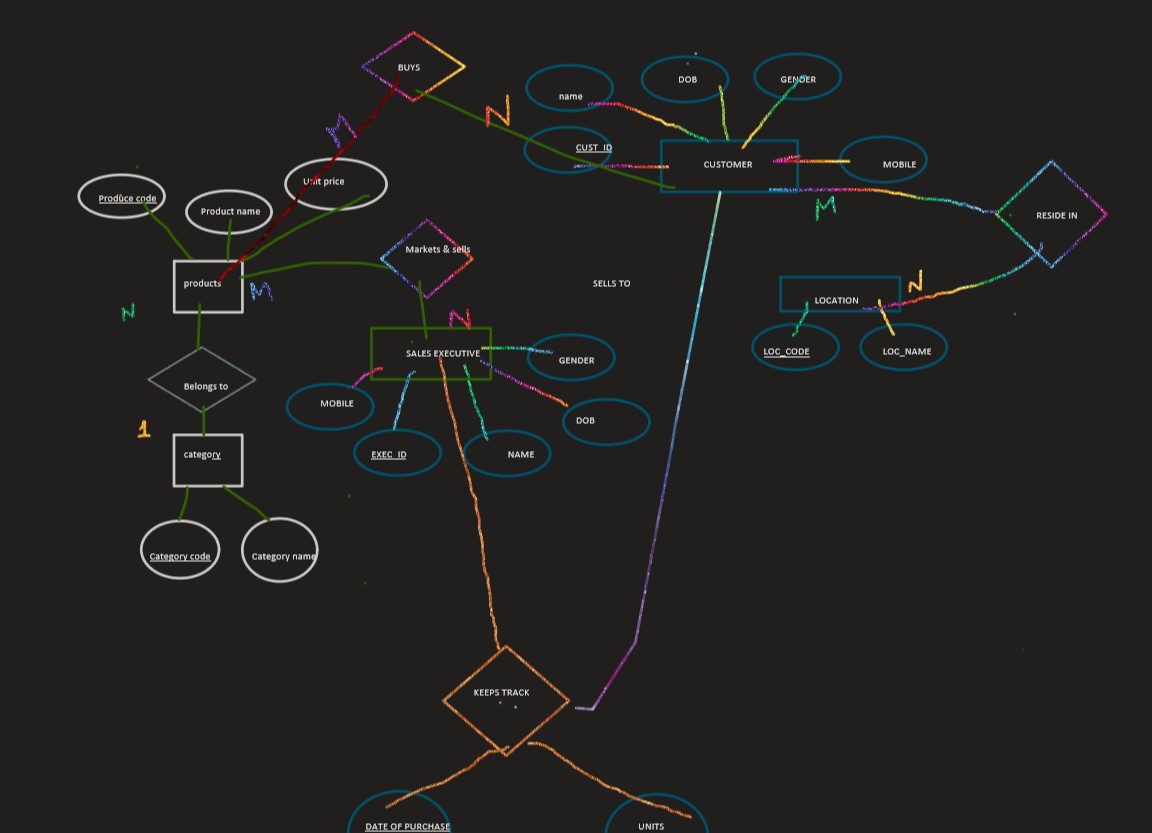 BUYS
N
name
DOB
GENDER
CUST_ID
CUSTOMER
MOBILE
M
Produce code
Product name
Unit price
M
RESIDE IN
Markets & sells
products
M
N
SELLS TO
N
LOCATION
N
LOC_CODE
LOC_NAME
SALES EXECUTIVE
GENDER
Belongs to
MOBILE
DOB
1
category
EXEC_ID
NAME
Category code
Category name
KEEPS TRACK
DATE OF PURCHASE
UNITS